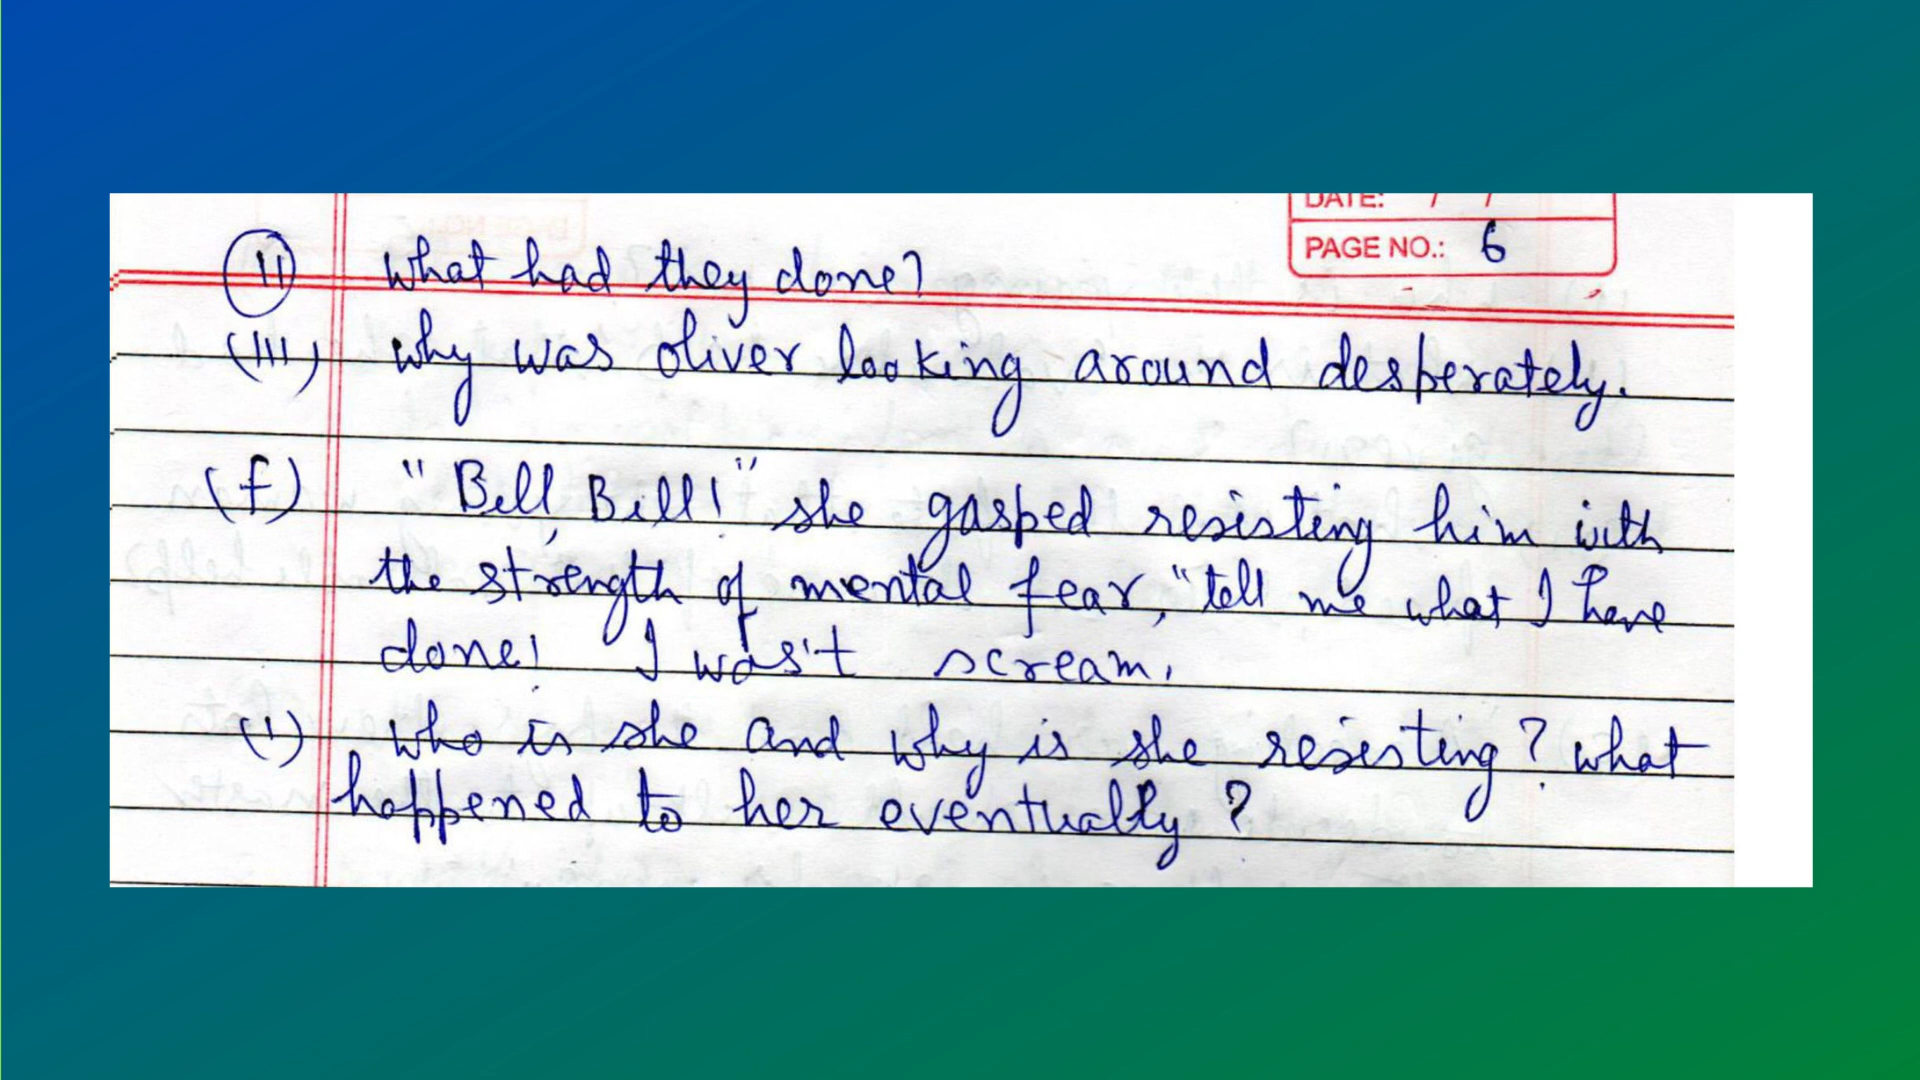 DATE: / /
PAGE NO.: 6
(II) What had they done?
(III) Why was Oliver looking around desperately.
(f) "Bill, Bill!" she gasped resisting him with
the strength of mental fear, "tell me what I have
done! I was't scream.
(I) Who is she and why is she resisting? What
happened to her eventually?